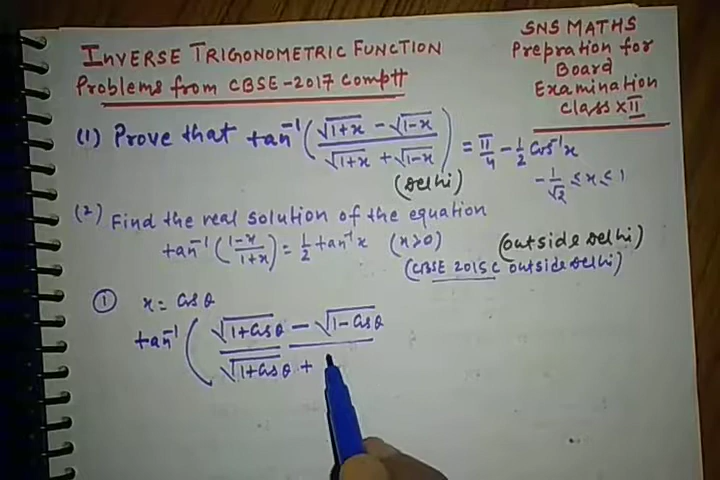 INVERSE TRIGONOMETRIC FUNCTION
Problems from CBSE-2017 Comptt
SNS MATHS
Prepration for
Board
Examination
Class XII
(1) Prove that tan⁻¹ ( (√1+x − √1−x) / (√1+x + √1−x) ) = π/4 − 1/2 Cos⁻¹x
(Delhi) −1/√2 ≤ x ≤ 1
(2) Find the real solution of the equation
tan⁻¹ ( (1−x) / (1+x) ) = 1/2 tan⁻¹ x (x>0) (outside Delhi)
(CBSE 2015 C outside Delhi)
① x = Cos θ
tan⁻¹ ( (√1+Cos θ − √1−Cos θ) / (√1+Cos θ +